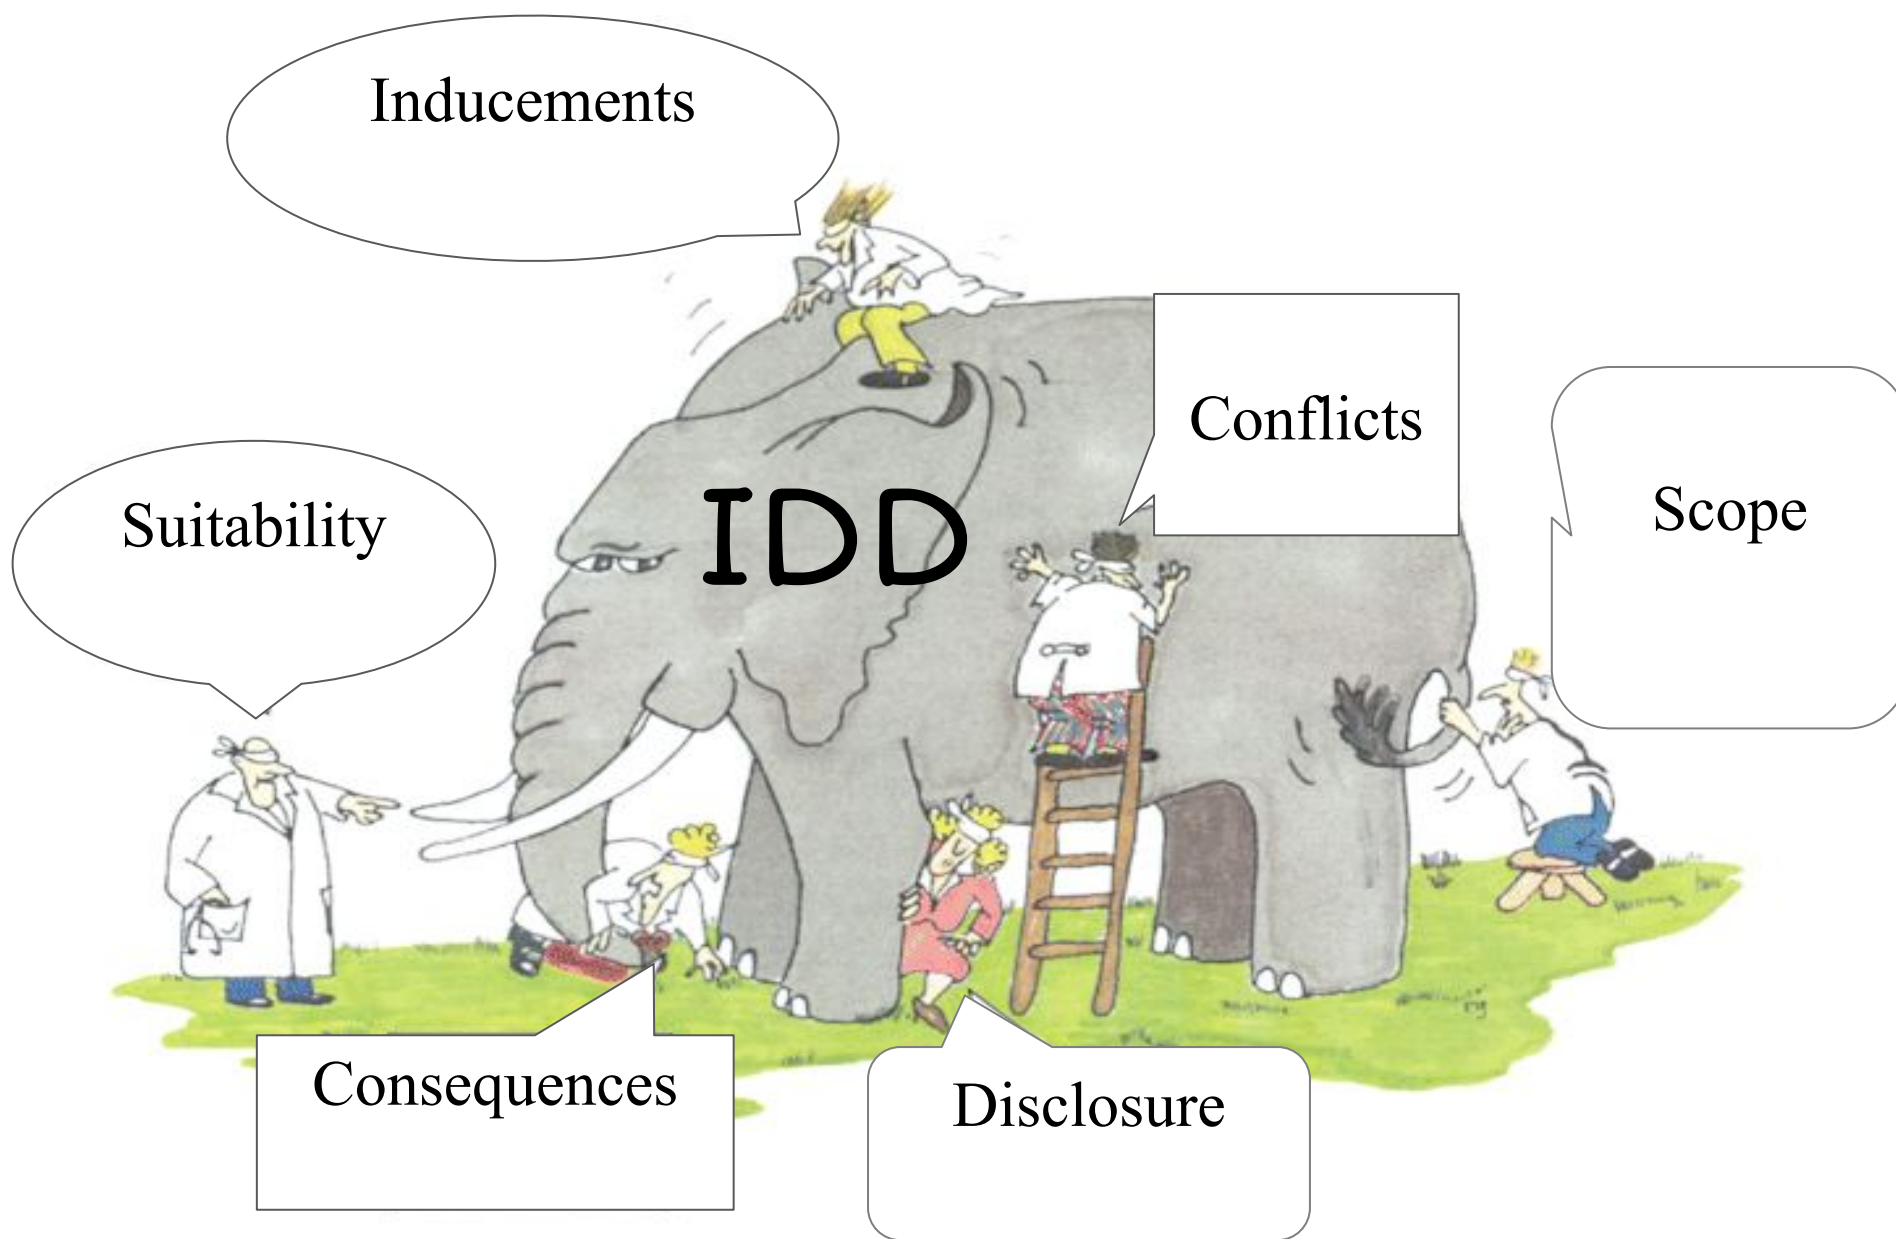 Inducements
Conflicts
Scope
Suitability
IDD
Consequences
Disclosure